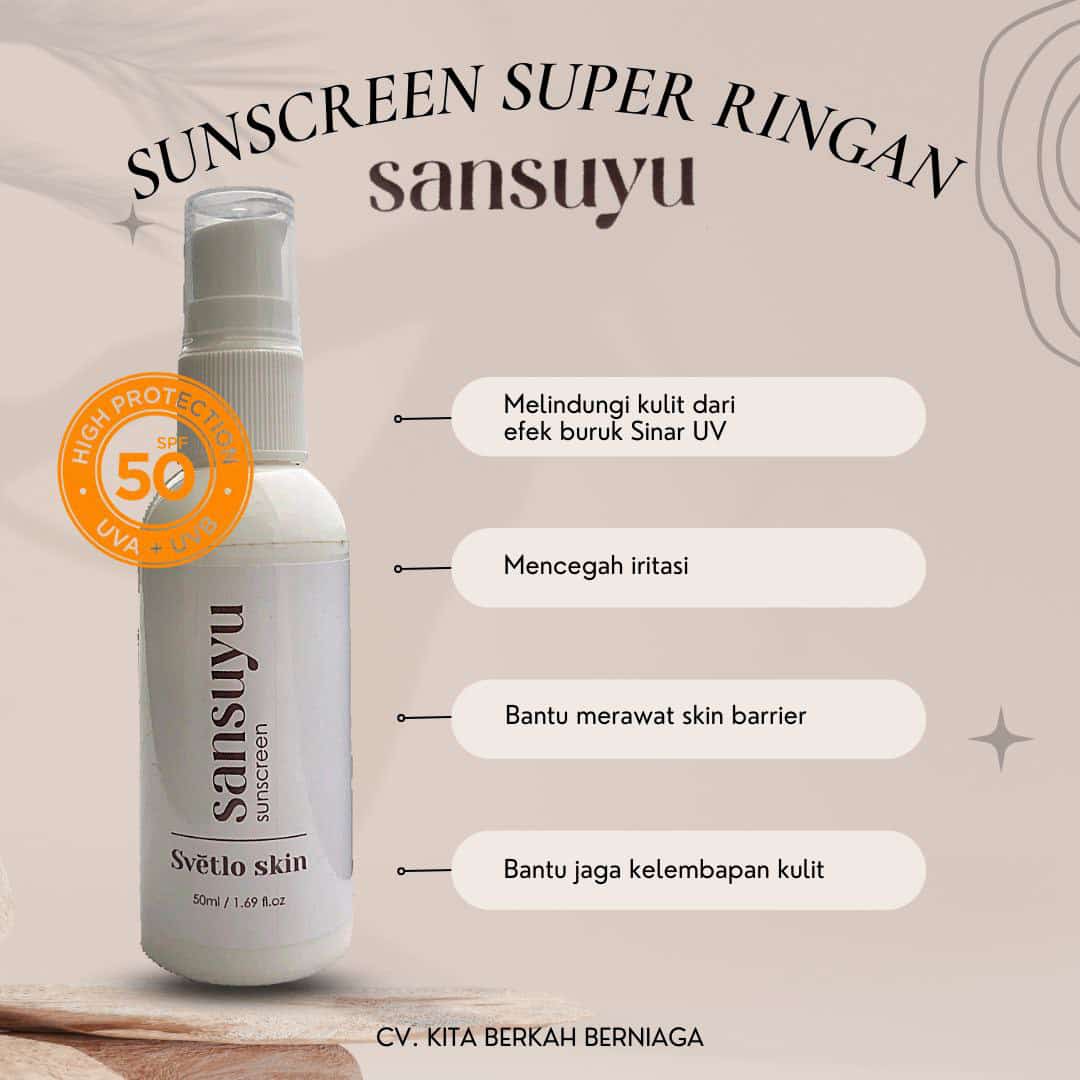 SUNSCREEN SUPER RINGAN
sansuyu
HIGH PROTECTION
SPF
50
UVA + UVB
Melindungi kulit dari
efek buruk Sinar UV
Mencegah iritasi
Bantu merawat skin barrier
Bantu jaga kelembapan kulit
sansuyu
sunscreen
Svĕtlo skin
50ml / 1.69 fl.oz
CV. KITA BERKAH BERNIAGA